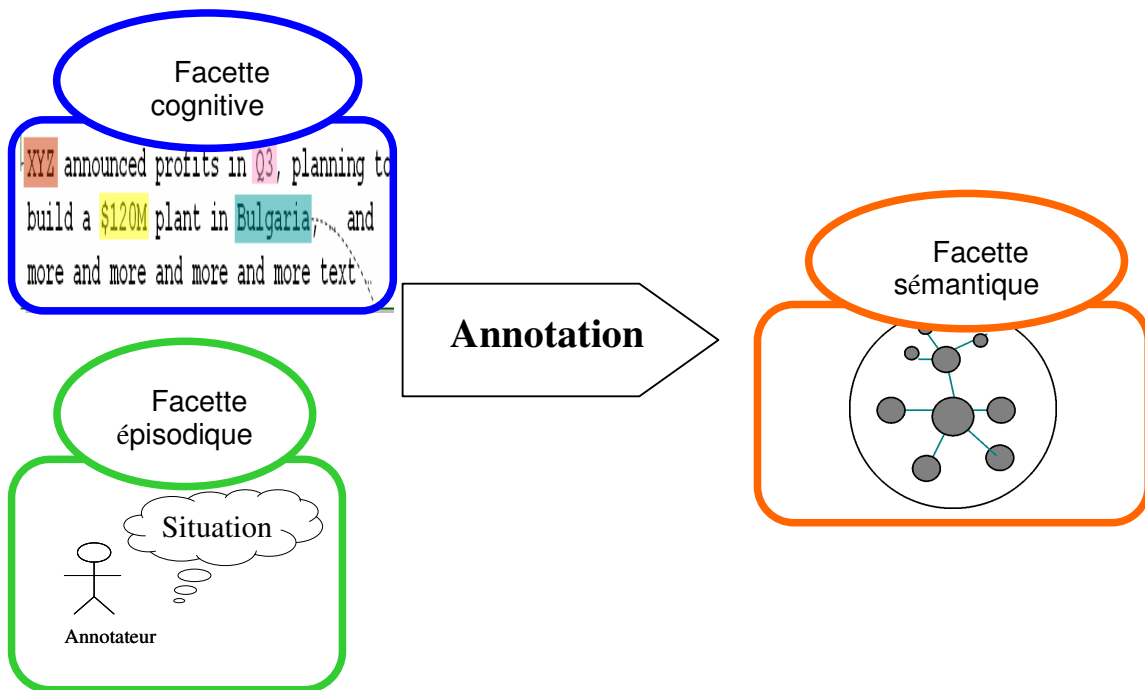 Facette
cognitive
XYZ announced profits in Q3, planning to
build a $120M plant in Bulgaria, and
more and more and more and more text
Annotation
Facette
sémantique
Facette
épisodique
Situation
Annotateur